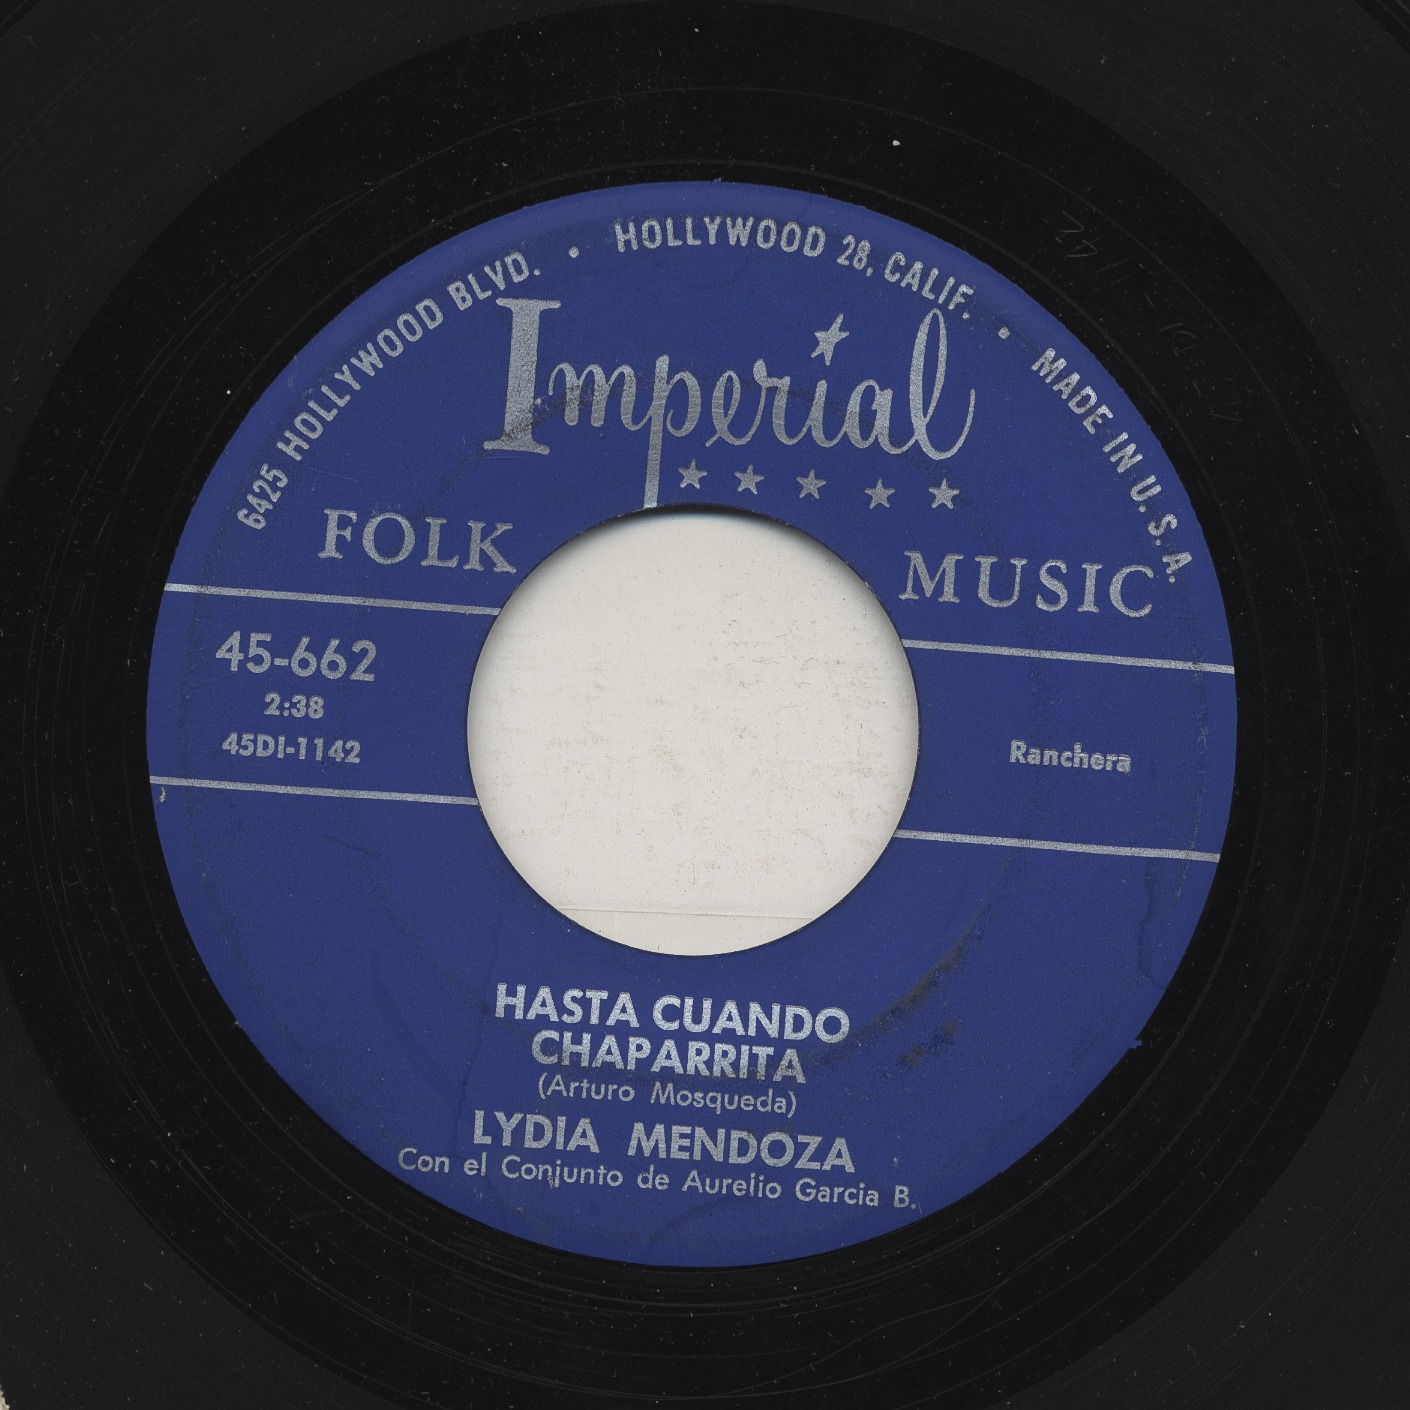 6425 HOLLYWOOD BLVD. • HOLLYWOOD 28, CALIF. • MADE IN U.S.A.
Imperial
FOLK MUSIC
45-662
2:38
45DI-1142
Ranchera
HASTA CUANDO
CHAPARRITA
(Arturo Mosqueda)
LYDIA MENDOZA
Con el Conjunto de Aurelio Garcia B.